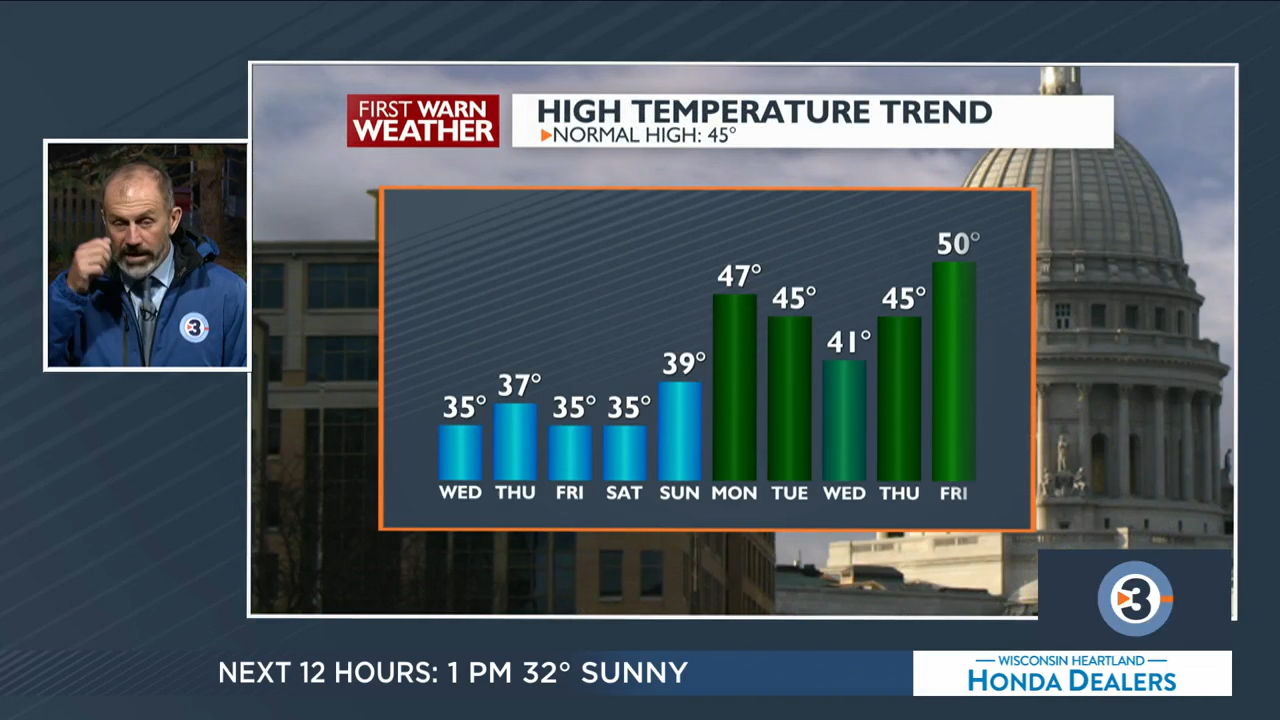 FIRST WARN
WEATHER
HIGH TEMPERATURE TREND
NORMAL HIGH: 45°
35° 37° 35° 35° 39° 47° 45° 41° 45° 50°
WED THU FRI SAT SUN MON TUE WED THU FRI
3
3
NEXT 12 HOURS: 1 PM 32° SUNNY
WISCONSIN HEARTLAND
HONDA DEALERS